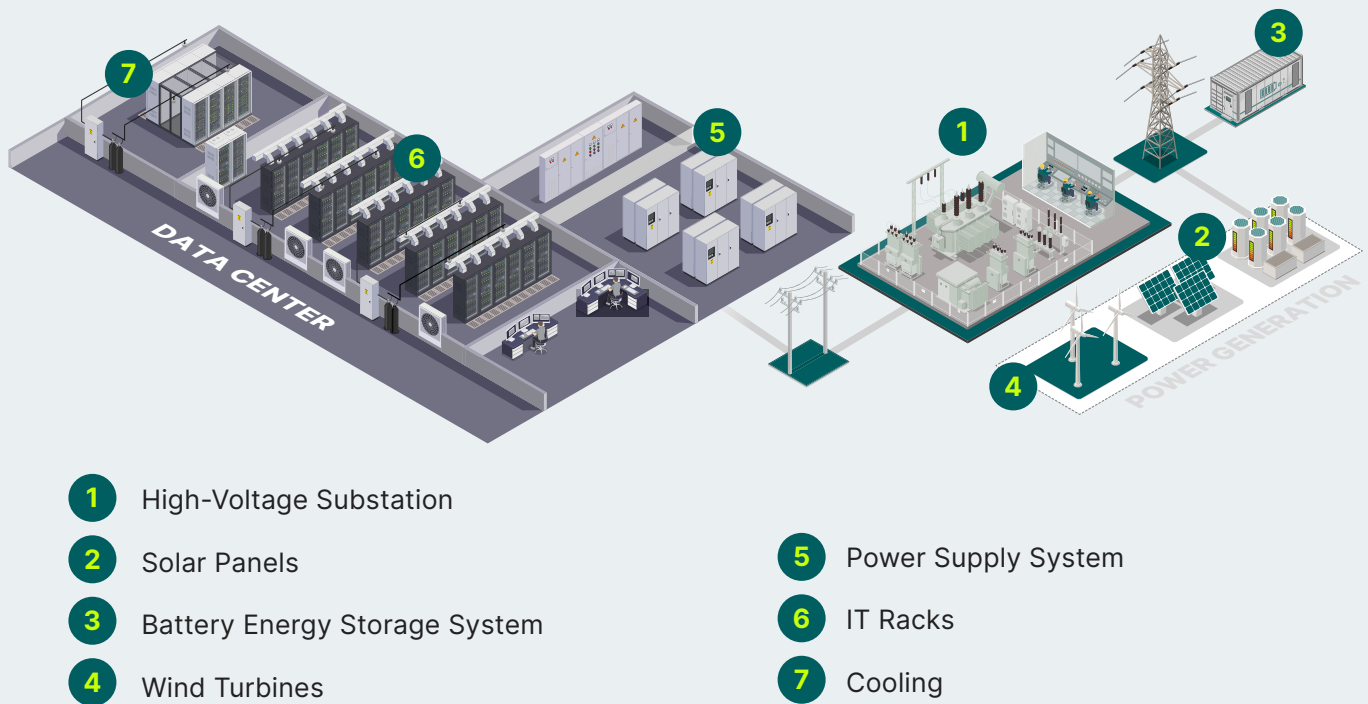 7
3
5
1
6
2
DATA CENTER
POWER GENERATION
4
1 High-Voltage Substation
2 Solar Panels
3 Battery Energy Storage System
4 Wind Turbines
5 Power Supply System
6 IT Racks
7 Cooling